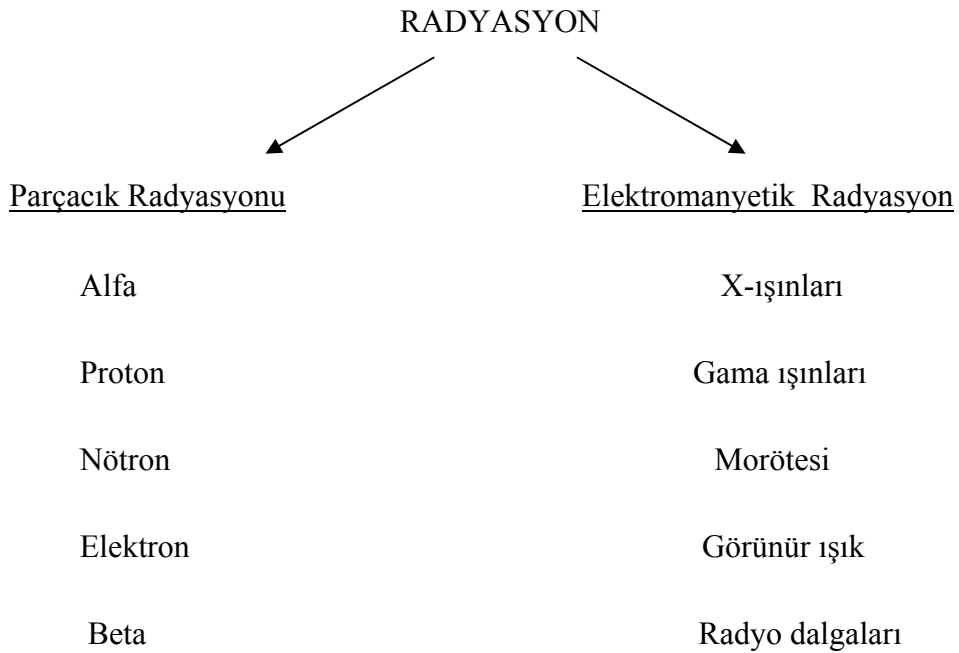 RADYASYON
Parçacık Radyasyonu
Elektromanyetik Radyasyon
Alfa
X-ışınları
Proton
Gama ışınları
Nötron
Morötesi
Elektron
Görünür ışık
Beta
Radyo dalgaları